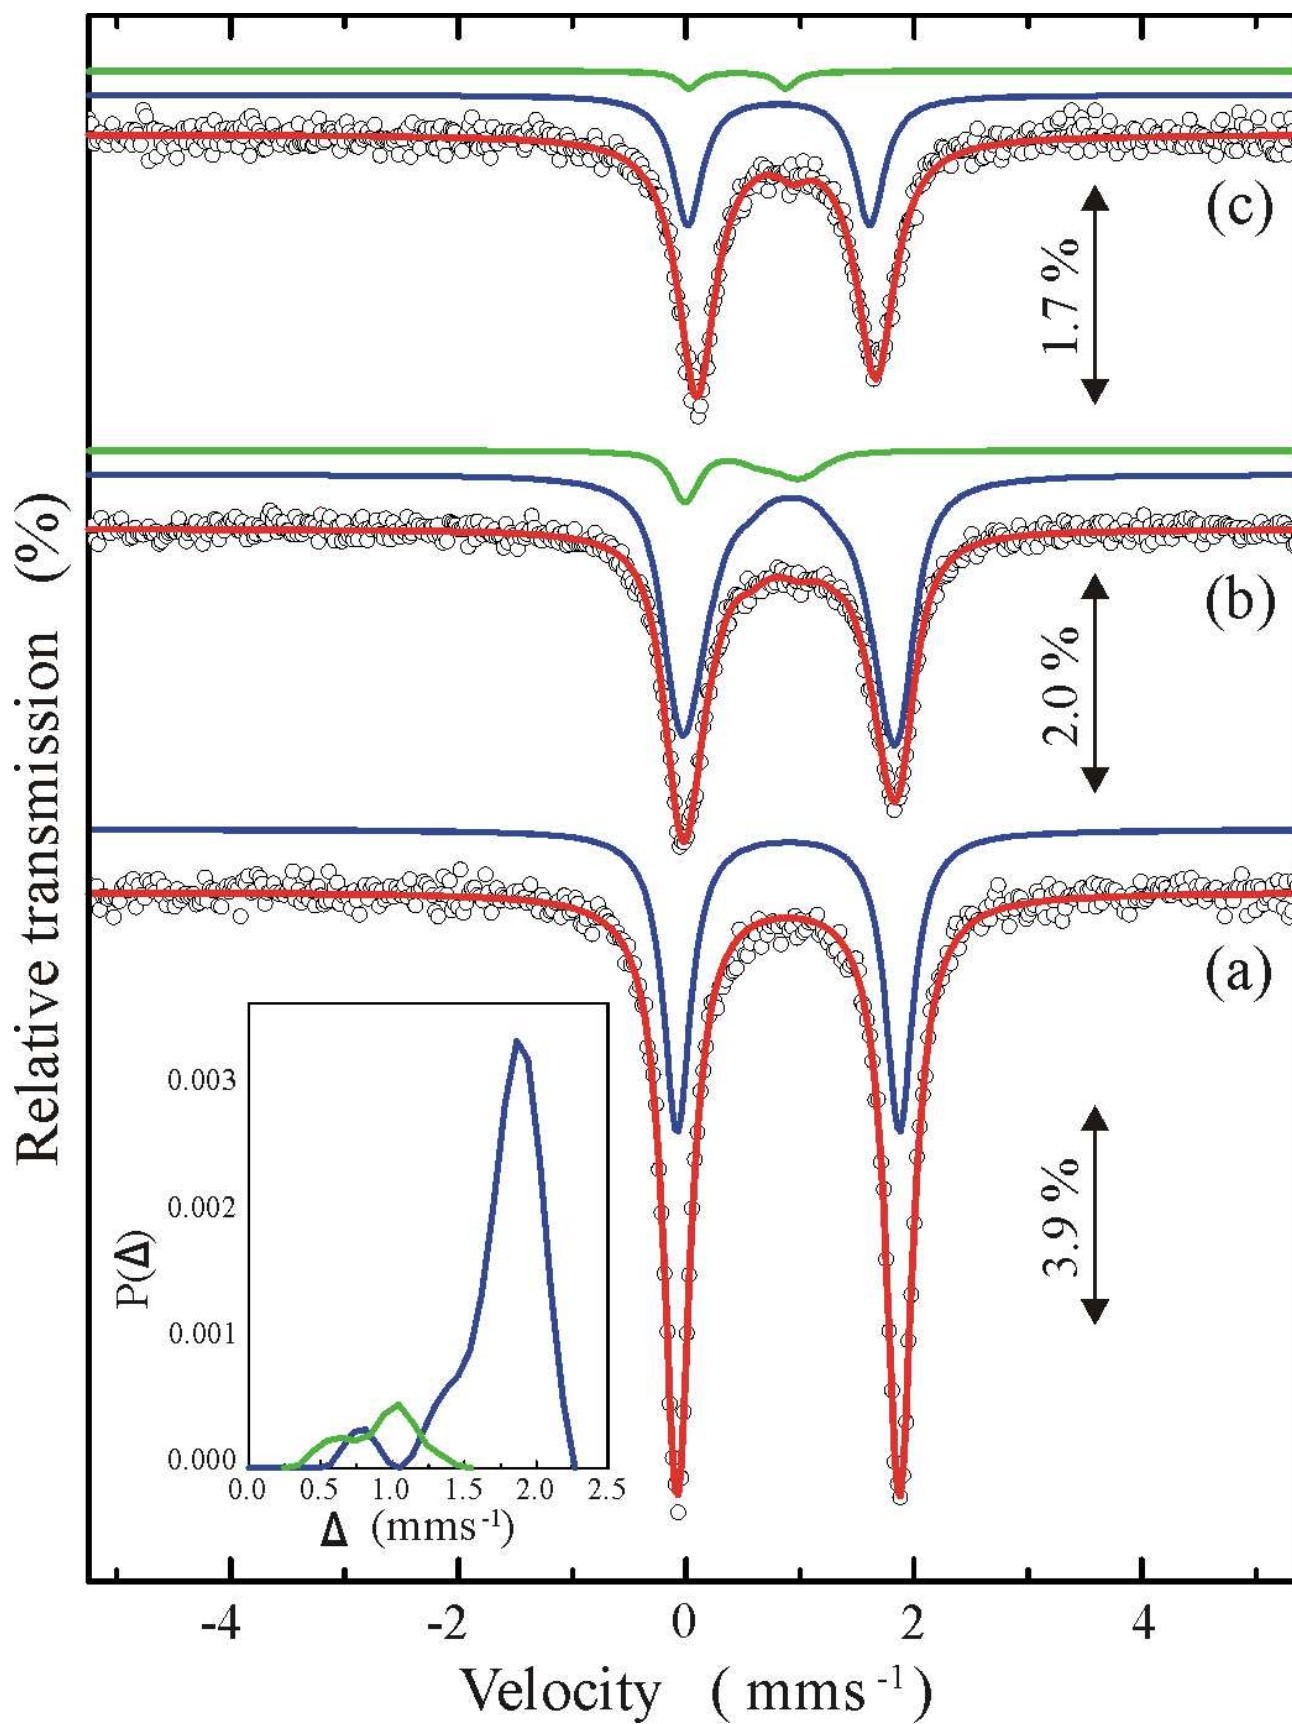 (c)
1.7 %
(b)
2.0 %
(a)
3.9 %
Relative transmission (%)
0.003
0.002
0.001
0.000
P(Δ)
0.0 0.5 1.0 1.5 2.0 2.5
Δ (mms⁻¹)
-4 -2 0 2 4
Velocity ( mms⁻¹)